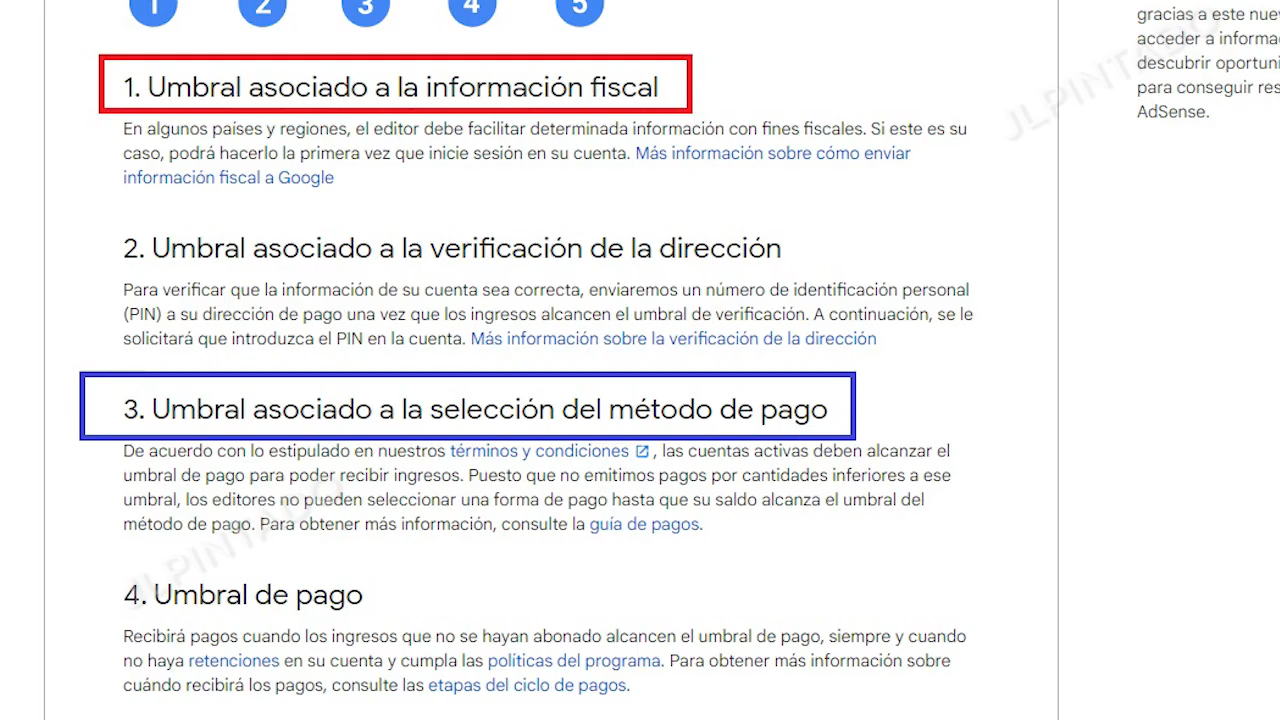 1 2 3 4 5
1. Umbral asociado a la información fiscal
En algunos países y regiones, el editor debe facilitar determinada información con fines fiscales. Si este es su
caso, podrá hacerlo la primera vez que inicie sesión en su cuenta. Más información sobre cómo enviar
información fiscal a Google
2. Umbral asociado a la verificación de la dirección
Para verificar que la información de su cuenta sea correcta, enviaremos un número de identificación personal
(PIN) a su dirección de pago una vez que los ingresos alcancen el umbral de verificación. A continuación, se le
solicitará que introduzca el PIN en la cuenta. Más información sobre la verificación de la dirección
3. Umbral asociado a la selección del método de pago
De acuerdo con lo estipulado en nuestros términos y condiciones , las cuentas activas deben alcanzar el
umbral de pago para poder recibir ingresos. Puesto que no emitimos pagos por cantidades inferiores a ese
umbral, los editores no pueden seleccionar una forma de pago hasta que su saldo alcanza el umbral del
método de pago. Para obtener más información, consulte la guía de pagos.
4. Umbral de pago
Recibirá pagos cuando los ingresos que no se hayan abonado alcancen el umbral de pago, siempre y cuando
no haya retenciones en su cuenta y cumpla las políticas del programa. Para obtener más información sobre
cuándo recibirá los pagos, consulte las etapas del ciclo de pagos.
gracias a este nuev
acceder a informa
descubrir oportuni
para conseguir res
AdSense.
JLPINTADO
JLPINTADO